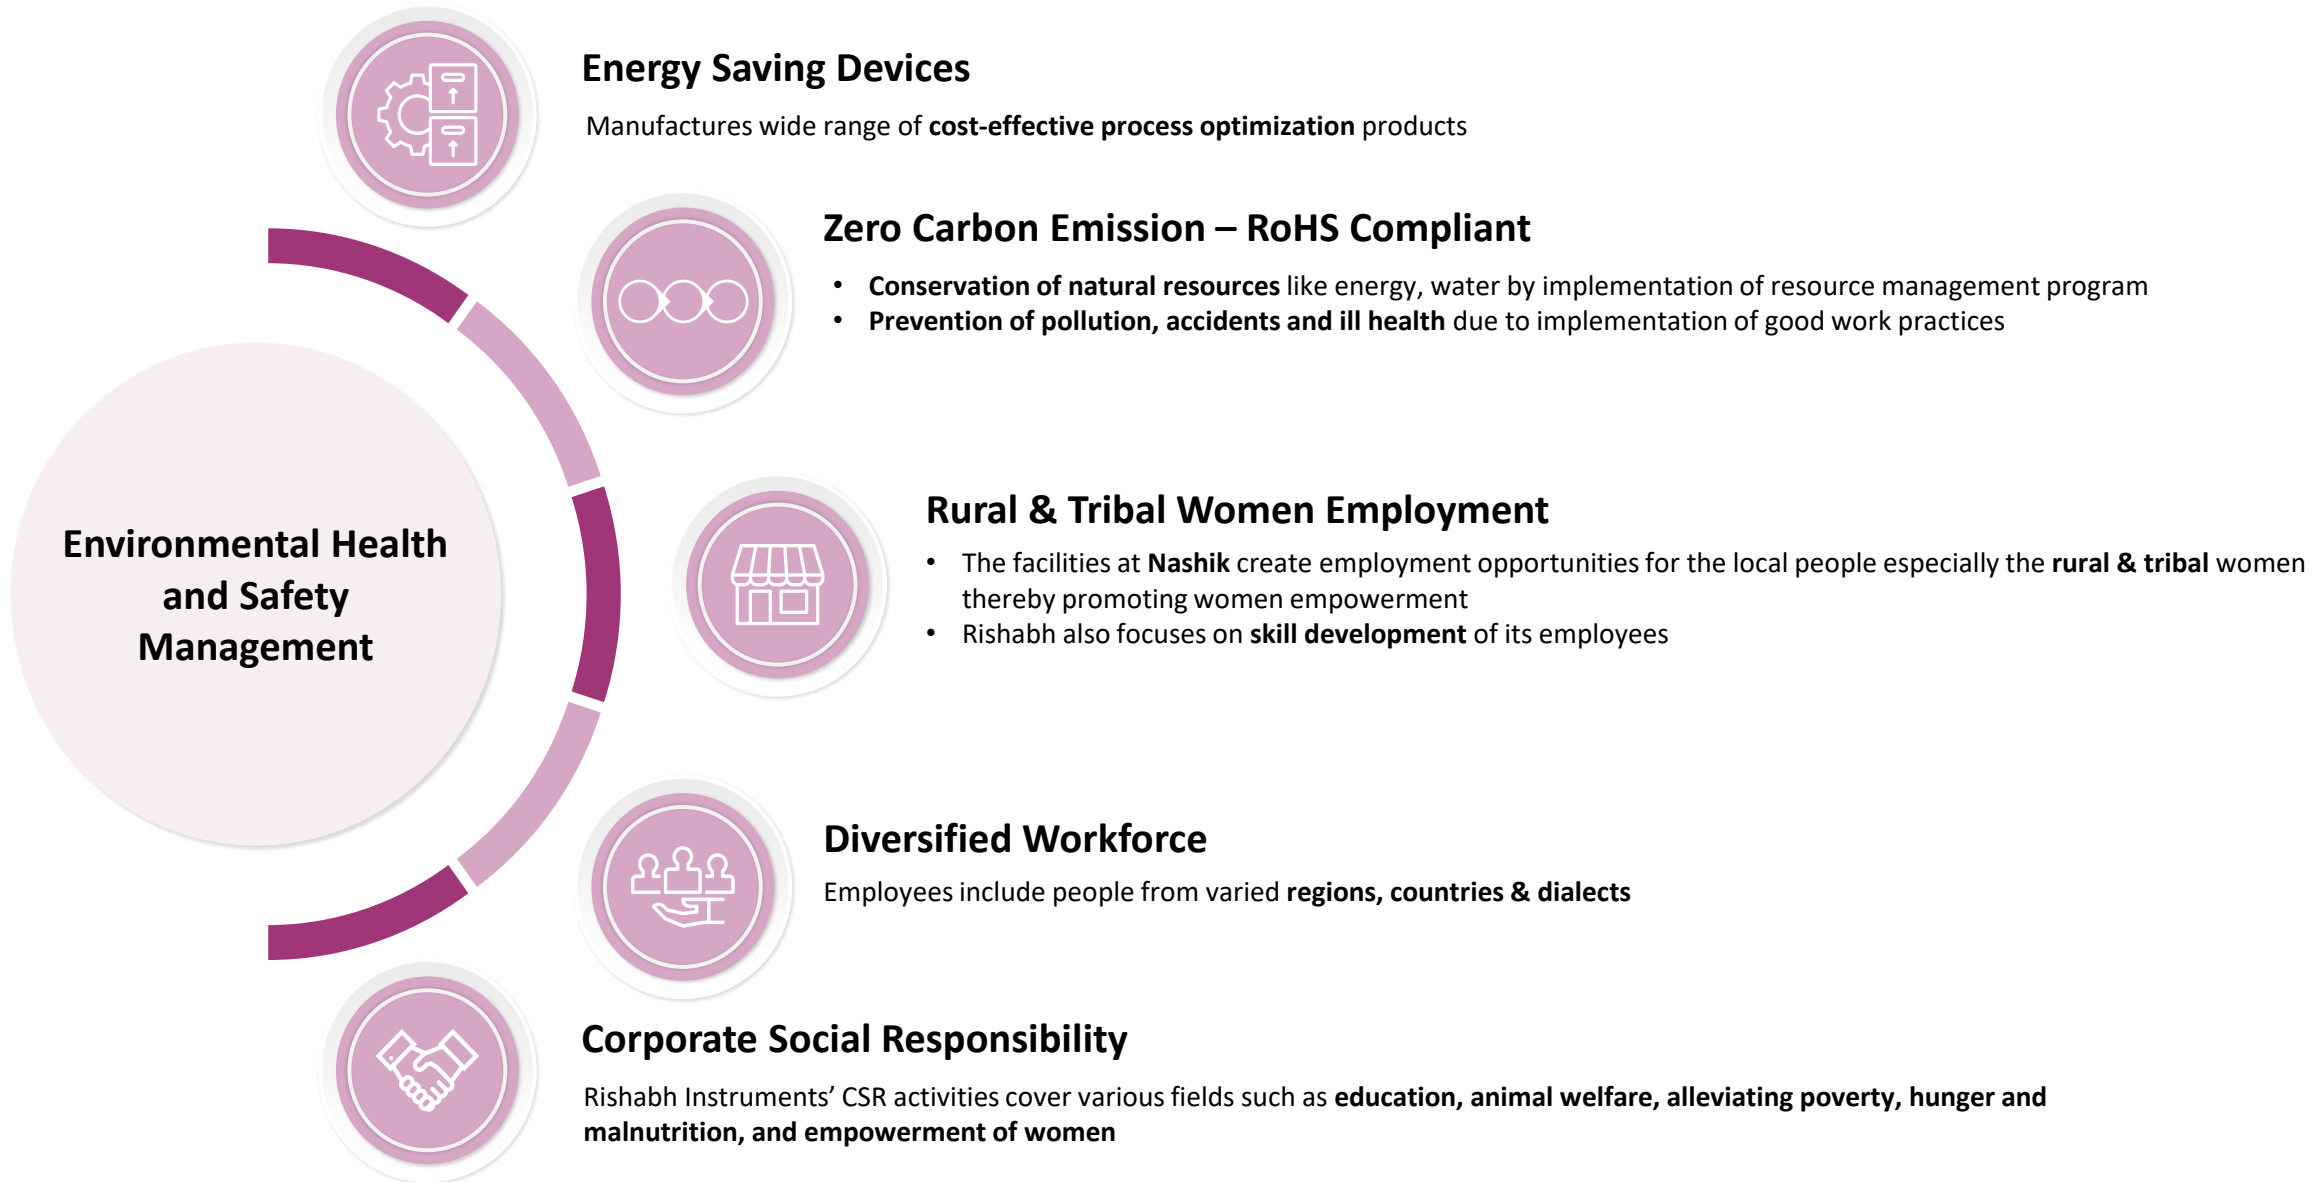 Energy Saving Devices
Manufactures wide range of cost-effective process optimization products
Zero Carbon Emission – RoHS Compliant
• Conservation of natural resources like energy, water by implementation of resource management program
• Prevention of pollution, accidents and ill health due to implementation of good work practices
Environmental Health
and Safety
Management
Rural & Tribal Women Employment
• The facilities at Nashik create employment opportunities for the local people especially the rural & tribal women
thereby promoting women empowerment
• Rishabh also focuses on skill development of its employees
Diversified Workforce
Employees include people from varied regions, countries & dialects
Corporate Social Responsibility
Rishabh Instruments’ CSR activities cover various fields such as education, animal welfare, alleviating poverty, hunger and
malnutrition, and empowerment of women